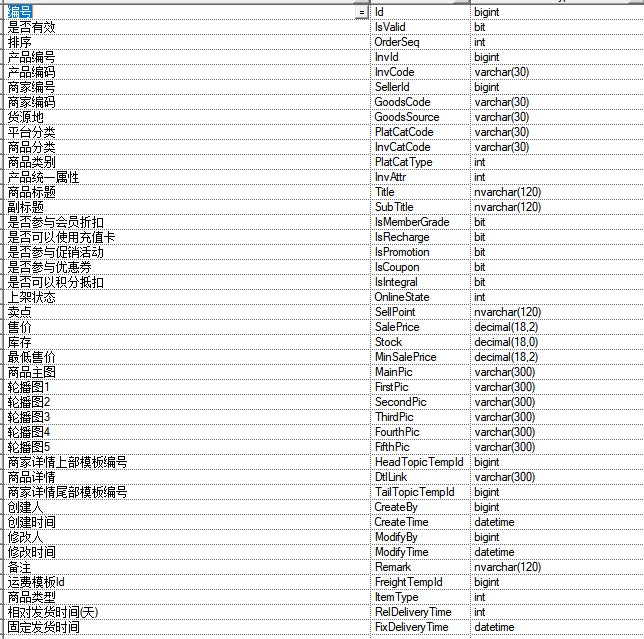 编号 = Id bigint
是否有效 IsValid bit
排序 OrderSeq int
产品编号 InvId bigint
产品编码 InvCode varchar(30)
商家编号 SellerId bigint
商家编码 GoodsCode varchar(30)
货源地 GoodsSource varchar(30)
平台分类 PlatCatCode varchar(30)
商品分类 InvCatCode varchar(30)
商品类别 PlatCatType int
产品统一属性 InvAttr int
商品标题 Title nvarchar(120)
副标题 SubTitle nvarchar(120)
是否参与会员折扣 IsMemberGrade bit
是否可以使用充值卡 IsRecharge bit
是否参与促销活动 IsPromotion bit
是否参与优惠券 IsCoupon bit
是否可以积分抵扣 IsIntegral bit
上架状态 OnlineState int
卖点 SellPoint nvarchar(120)
售价 SalePrice decimal(18,2)
库存 Stock decimal(18,0)
最低售价 MinSalePrice decimal(18,2)
商品主图 MainPic varchar(300)
轮播图1 FirstPic varchar(300)
轮播图2 SecondPic varchar(300)
轮播图3 ThirdPic varchar(300)
轮播图4 FourthPic varchar(300)
轮播图5 FifthPic varchar(300)
商家详情上部模板编号 HeadTopicTempId bigint
商品详情 DtlLink varchar(300)
商家详情尾部模板编号 TailTopicTempId bigint
创建人 CreateBy bigint
创建时间 CreateTime datetime
修改人 ModifyBy bigint
修改时间 ModifyTime datetime
备注 Remark nvarchar(120)
运费模板Id FreightTempId bigint
商品类型 ItemType int
相对发货时间(天) RelDeliveryTime int
固定发货时间 FixDeliveryTime datetime